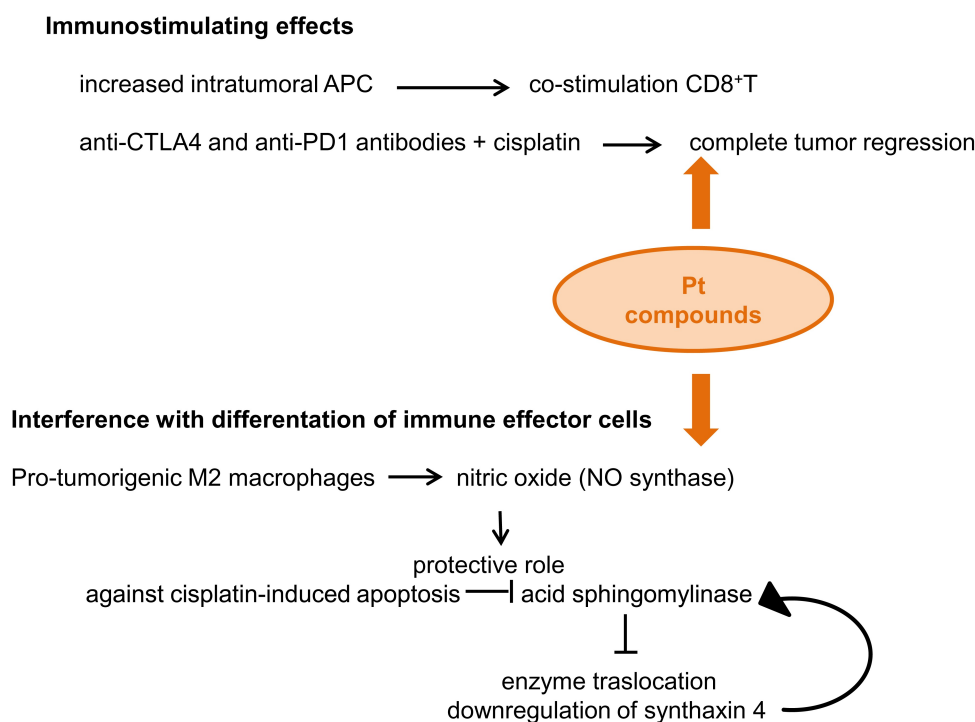 Immunostimulating effects
increased intratumoral APC co-stimulation CD8⁺T
anti-CTLA4 and anti-PD1 antibodies + cisplatin complete tumor regression
Pt
compounds
Interference with differentation of immune effector cells
Pro-tumorigenic M2 macrophages nitric oxide (NO synthase)
protective role
against cisplatin-induced apoptosis acid sphingomylinase
enzyme traslocation
downregulation of synthaxin 4